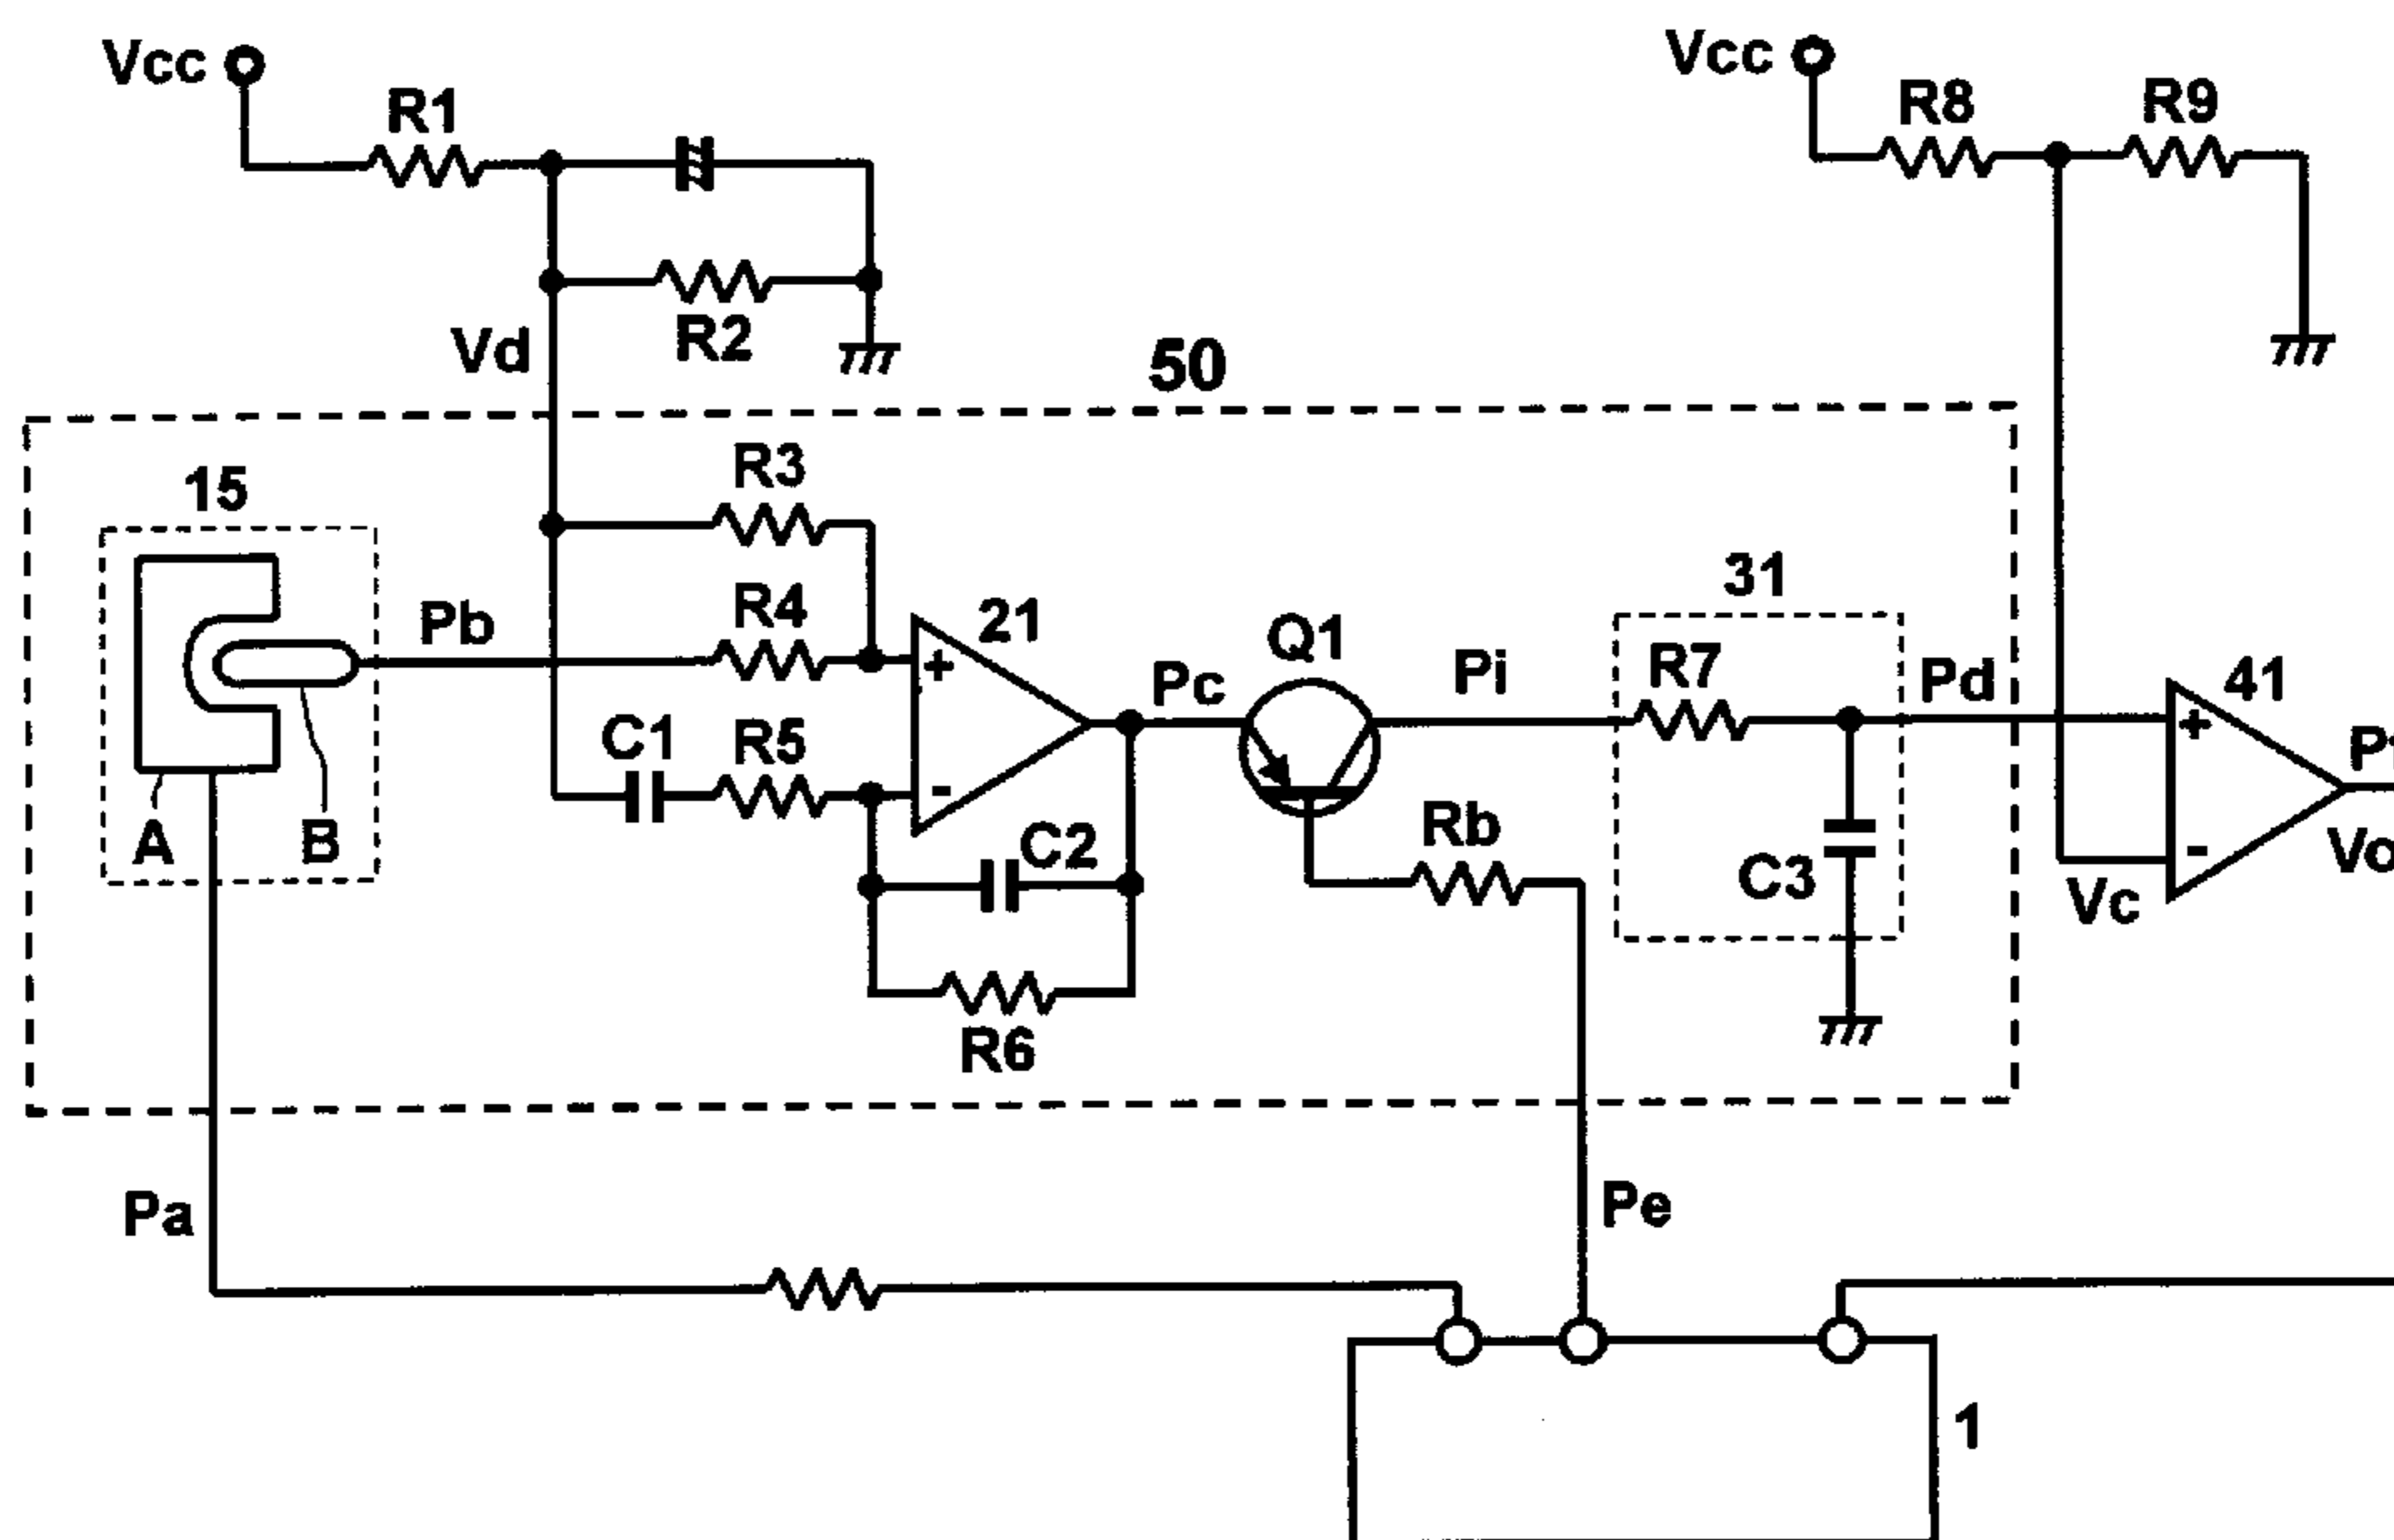 Vcc
Vcc
R1
R8
R9
R2
Vd
50
R3
15
R4
31
Pb
21
Q1
Pi
R7
Pd
41
Pc
+
+
C1
R5
-
A
B
C2
Rb
C3
-
Vc
R6
Pa
Pe
1